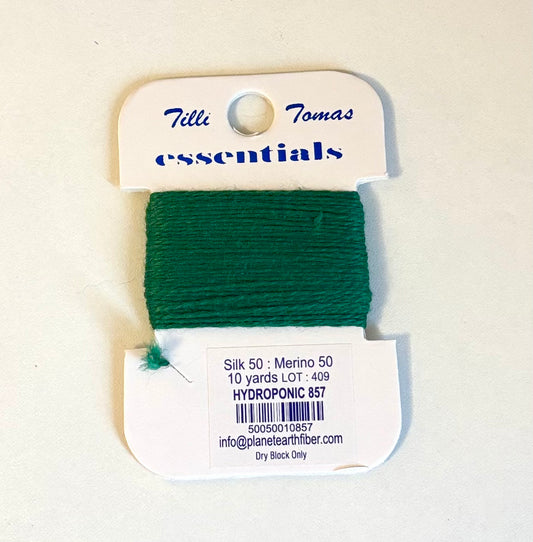 Tilli Tomas
essentials
Silk 50 : Merino 50
10 yards LOT : 409
HYDROPONIC 857
50050010857
info@planetearthfiber.com
Dry Block Only